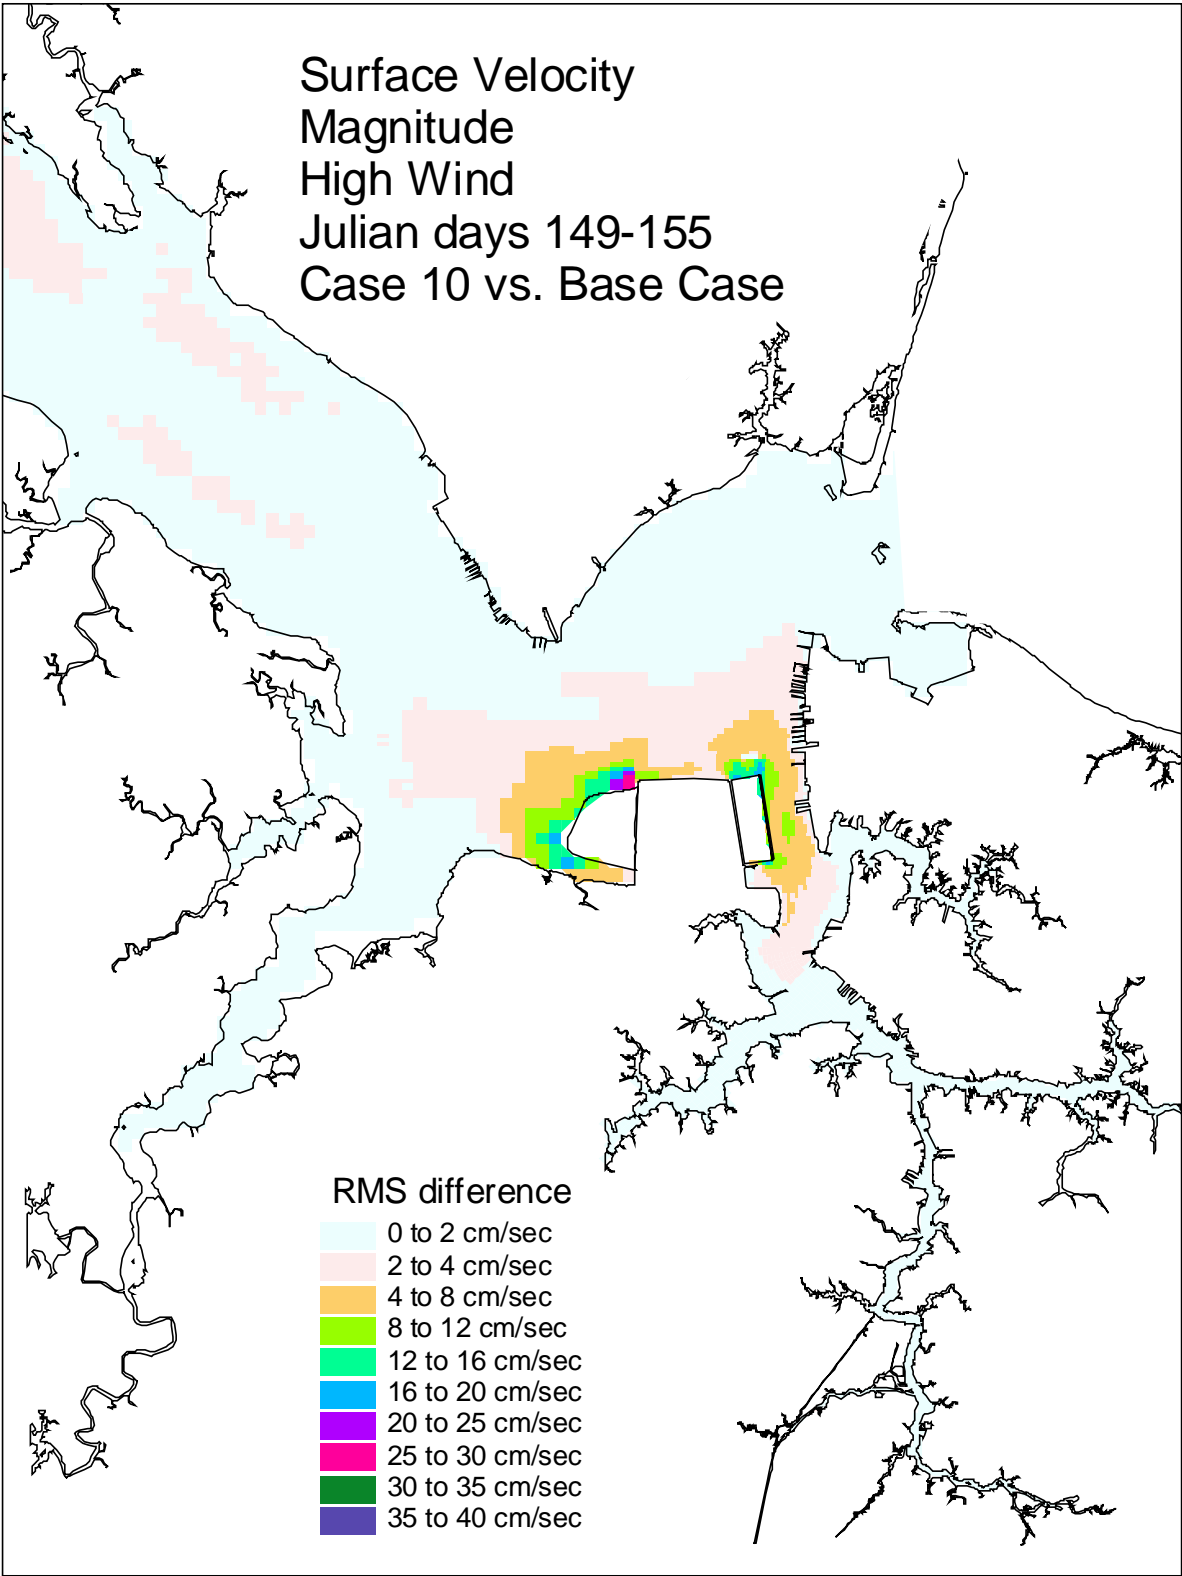 Surface Velocity
Magnitude
High Wind
Julian days 149-155
Case 10 vs. Base Case
RMS difference
0 to 2 cm/sec
2 to 4 cm/sec
4 to 8 cm/sec
8 to 12 cm/sec
12 to 16 cm/sec
16 to 20 cm/sec
20 to 25 cm/sec
25 to 30 cm/sec
30 to 35 cm/sec
35 to 40 cm/sec